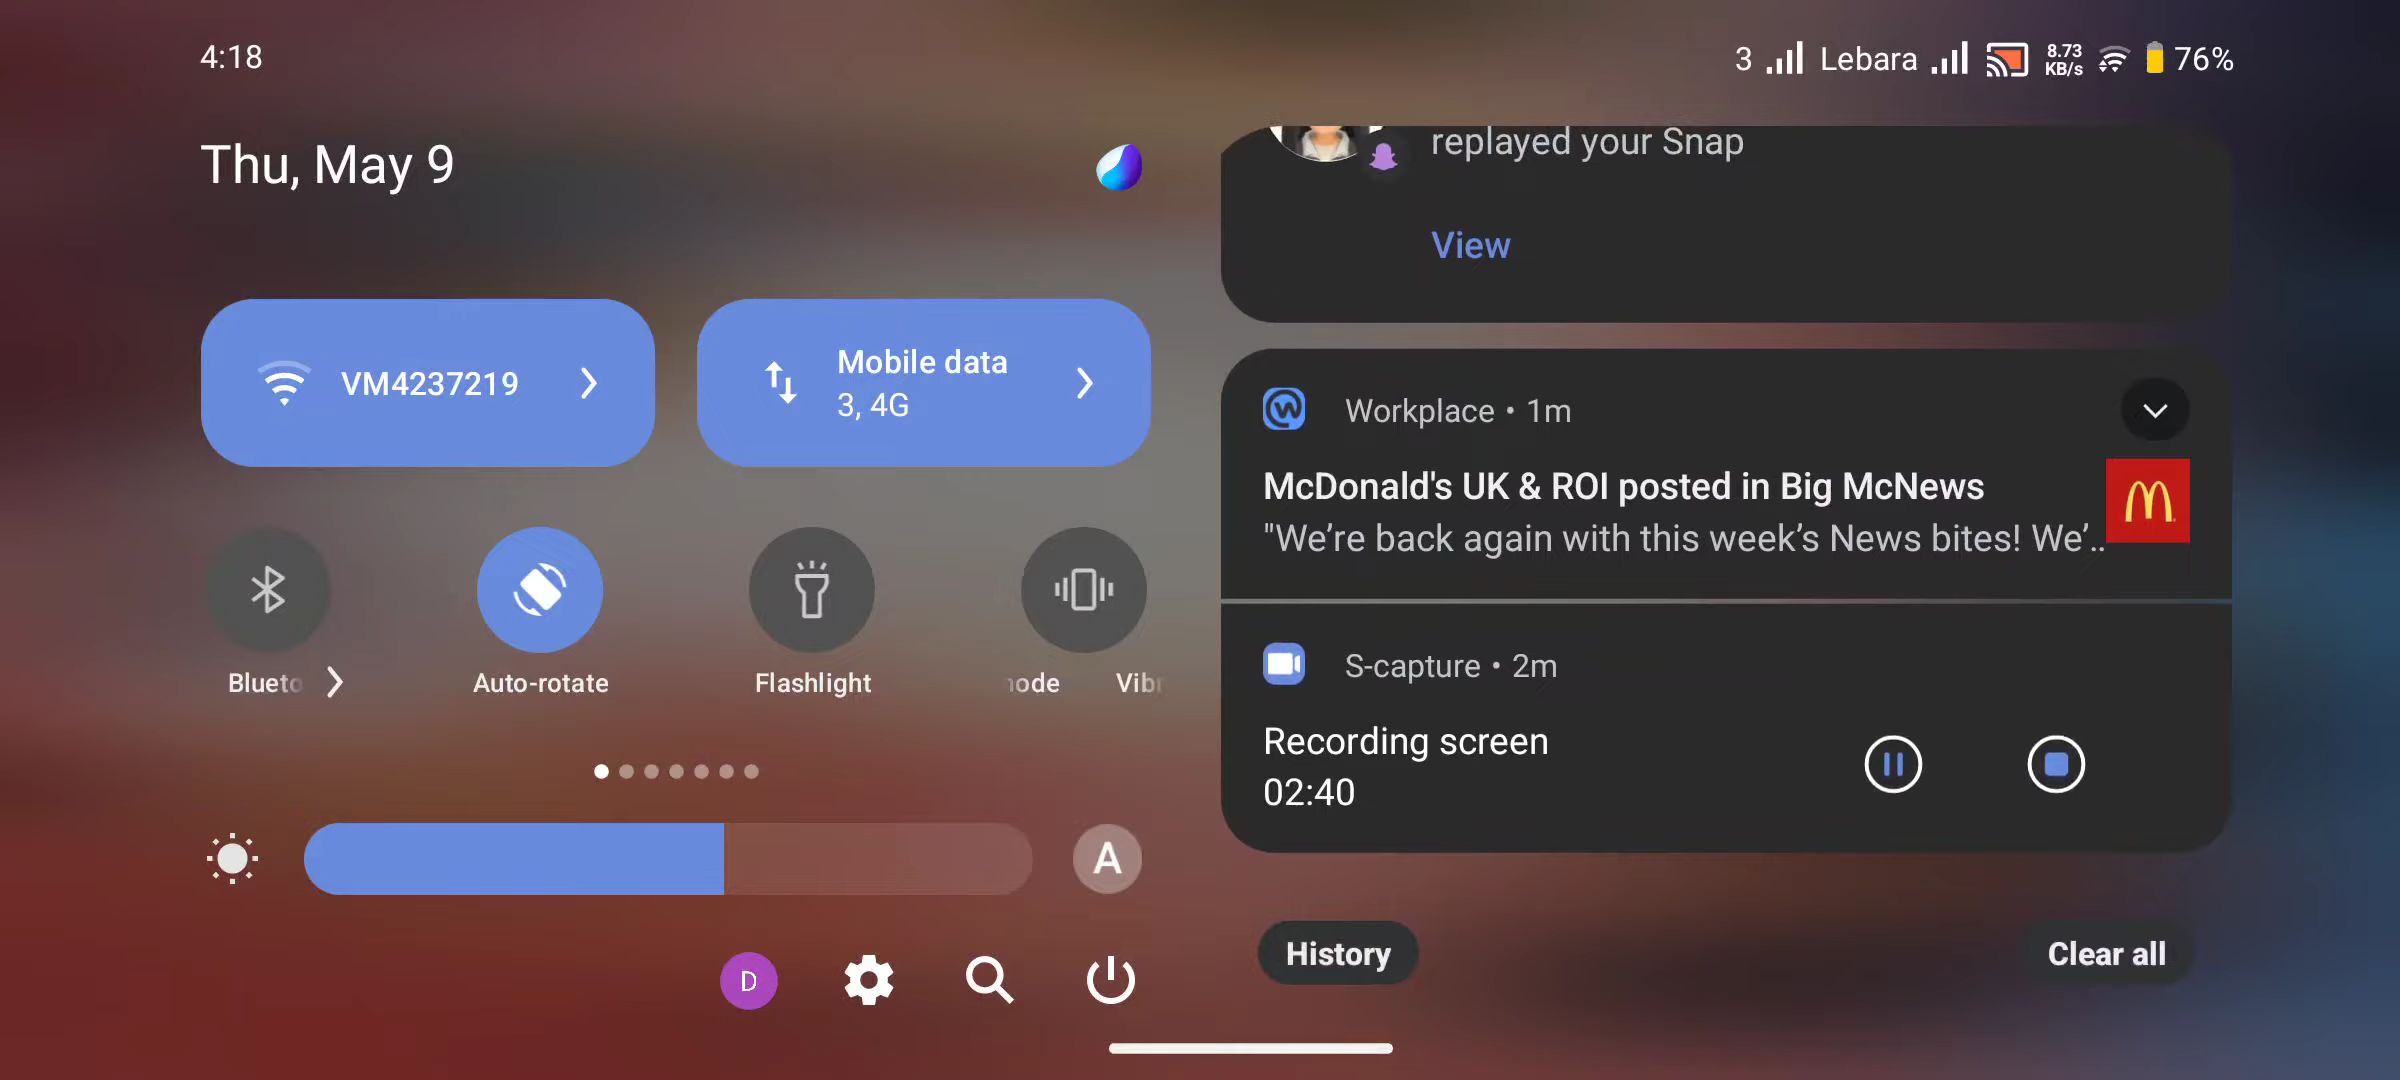 4:18
3 Lebara 8.73 KB/s 76%
Thu, May 9
VM4237219
Mobile data
3, 4G
Auto-rotate
Flashlight
A
D
replayed your Snap
View
Workplace • 1m
McDonald's UK & ROI posted in Big McNews
"We’re back again with this week’s News bites! We’..
S-capture • 2m
Recording screen
02:40
History
Clear all